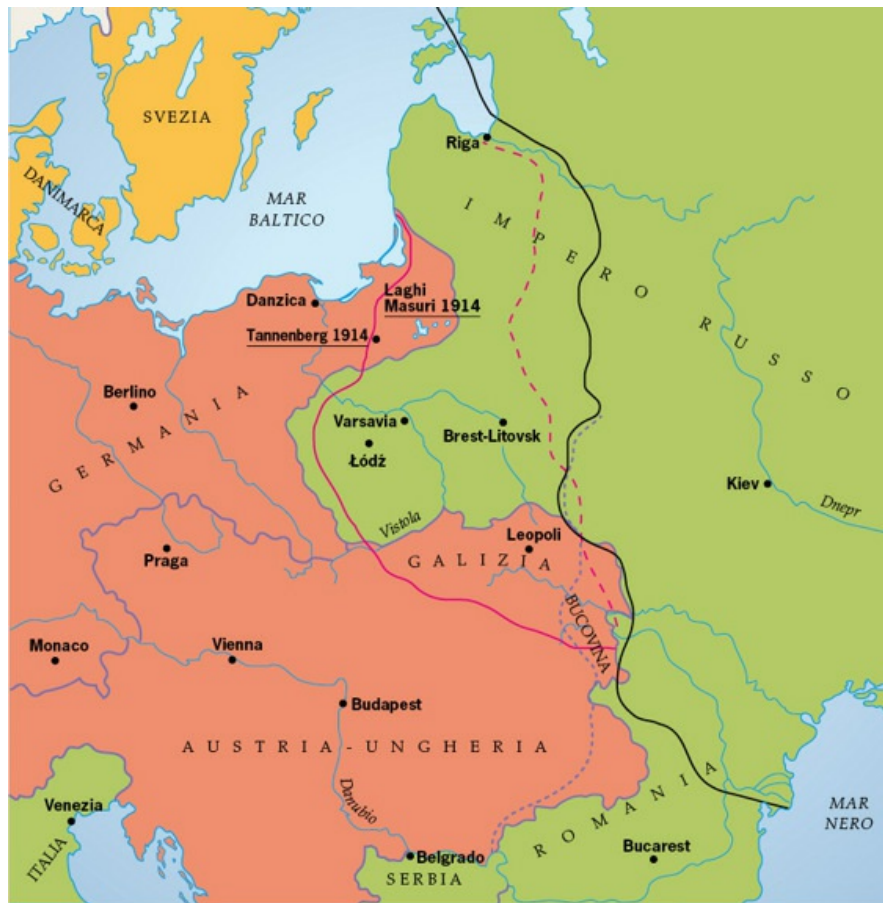 SVEZIA
DANIMARCA
MAR
BALTICO
Riga
IMPERO RUSSO
Danzica
Laghi
Masuri 1914
Tannenberg 1914
Berlino
GERMANIA
Varsavia
Łódź
Brest-Litovsk
Kiev
Dnepr
Vistola
Leopoli
Praga
GALIZIA
BUCOVINA
Monaco
Vienna
Budapest
AUSTRIA-UNGHERIA
Danubio
Venezia
ITALIA
Belgrado
SERBIA
ROMANIA
Bucarest
MAR
NERO